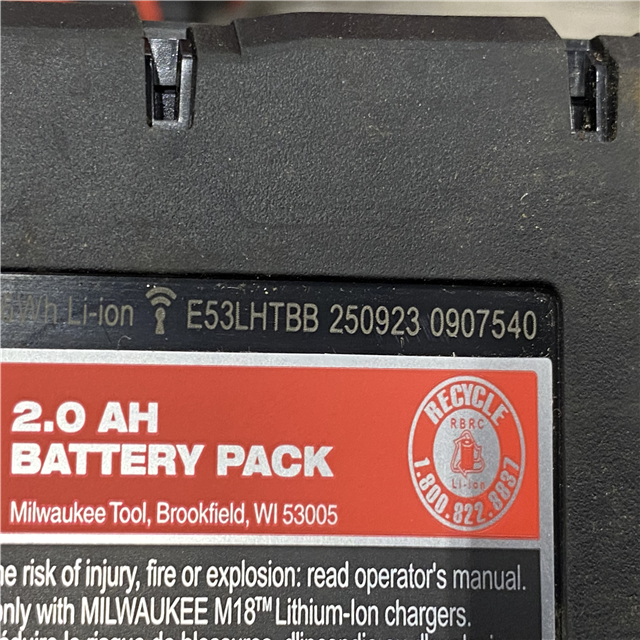 Wh Li-ion E53LHTBB 250923 0907540
2.0 AH
BATTERY PACK
Milwaukee Tool, Brookfield, WI 53005
RECYCLE
RBRC
Li-Ion
1.800.822.8837
risk of injury, fire or explosion: read operator's manual.
only with MILWAUKEE M18™ Lithium-Ion chargers.
risque de